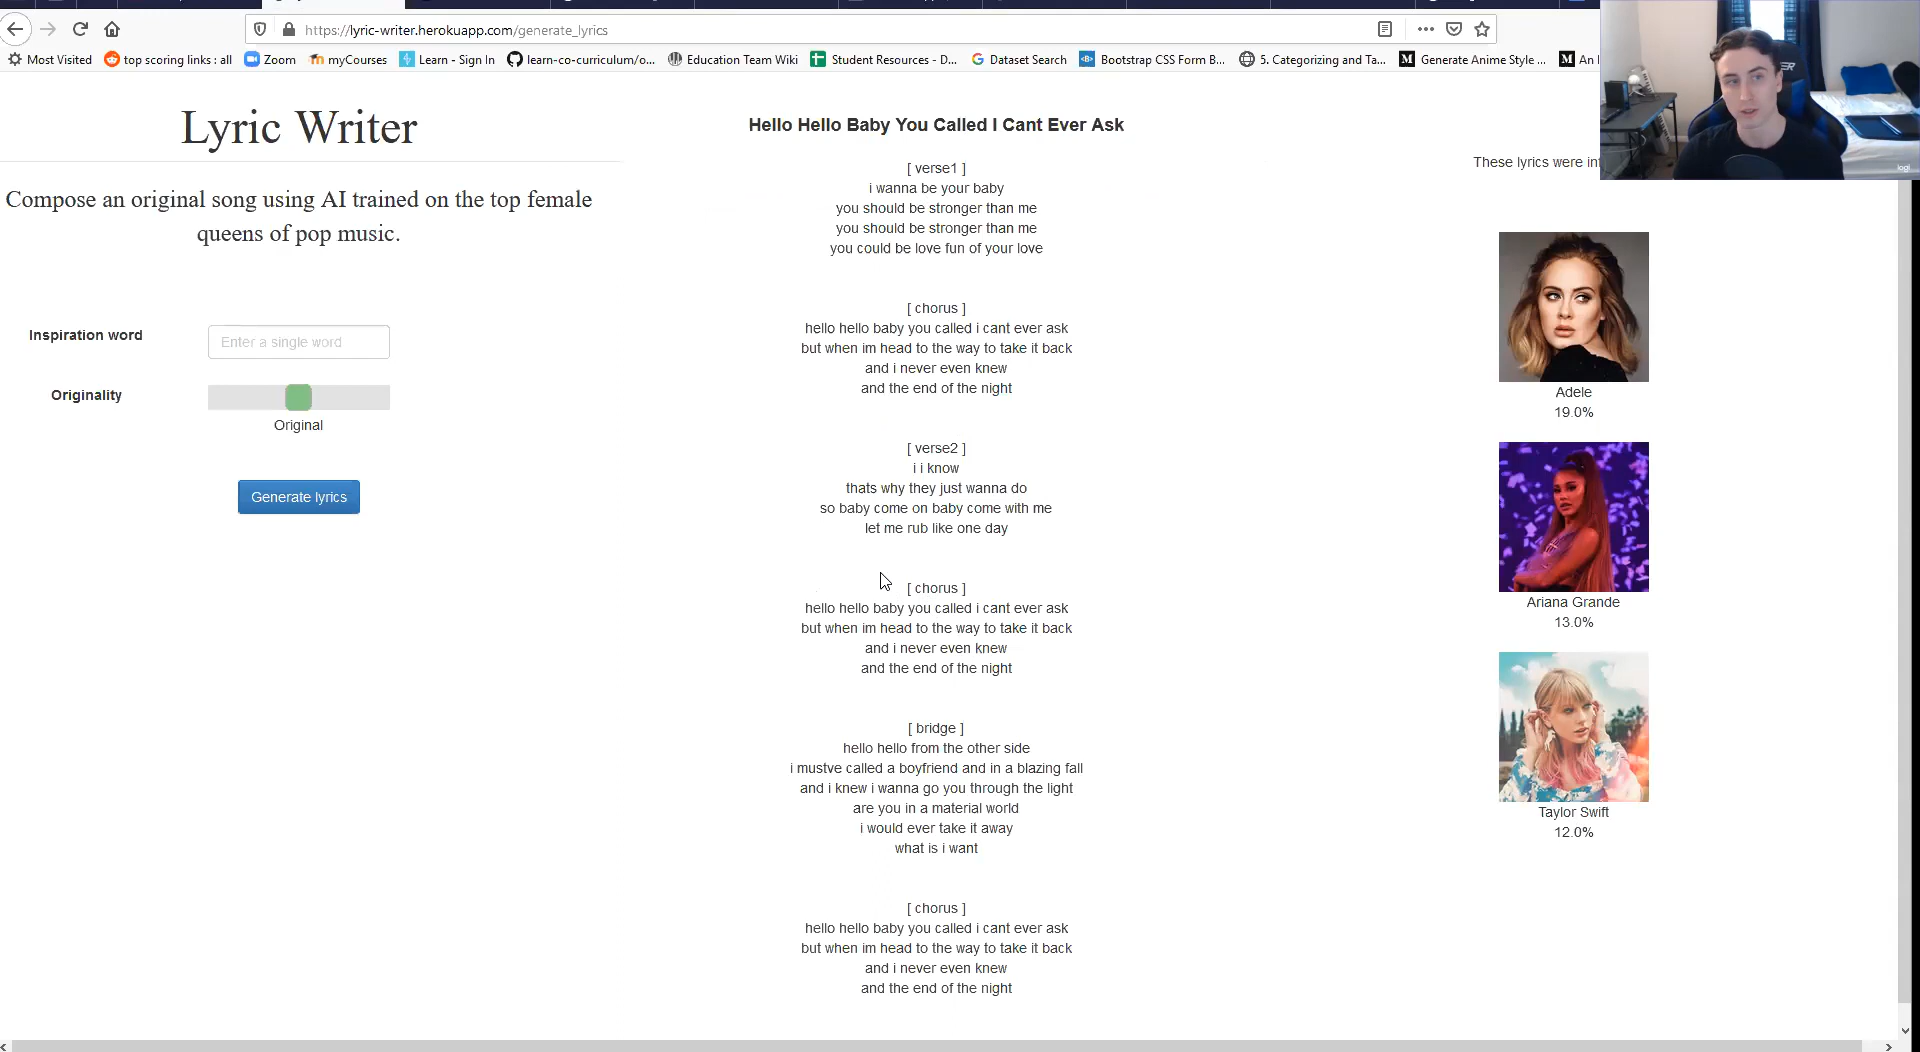 https://lyric-writer.herokuapp.com/generate_lyrics
Most Visited
top scoring links : all
Zoom
myCourses
Learn - Sign In
learn-co-curriculum/o...
Education Team Wiki
Student Resources - D...
Dataset Search
Bootstrap CSS Form B...
5. Categorizing and Ta...
Generate Anime Style ...
An
Lyric Writer
Compose an original song using AI trained on the top female
queens of pop music.
Inspiration word
Enter a single word
Originality
Original
Generate lyrics
Hello Hello Baby You Called I Cant Ever Ask
[ verse1 ]
i wanna be your baby
you should be stronger than me
you should be stronger than me
you could be love fun of your love
[ chorus ]
hello hello baby you called i cant ever ask
but when im head to the way to take it back
and i never even knew
and the end of the night
[ verse2 ]
i i know
thats why they just wanna do
so baby come on baby come with me
let me rub like one day
[ chorus ]
hello hello baby you called i cant ever ask
but when im head to the way to take it back
and i never even knew
and the end of the night
[ bridge ]
hello hello from the other side
i mustve called a boyfriend and in a blazing fall
and i knew i wanna go you through the light
are you in a material world
i would ever take it away
what is i want
[ chorus ]
hello hello baby you called i cant ever ask
but when im head to the way to take it back
and i never even knew
and the end of the night
These lyrics were
Adele
19.0%
Ariana Grande
13.0%
Taylor Swift
12.0%
logi